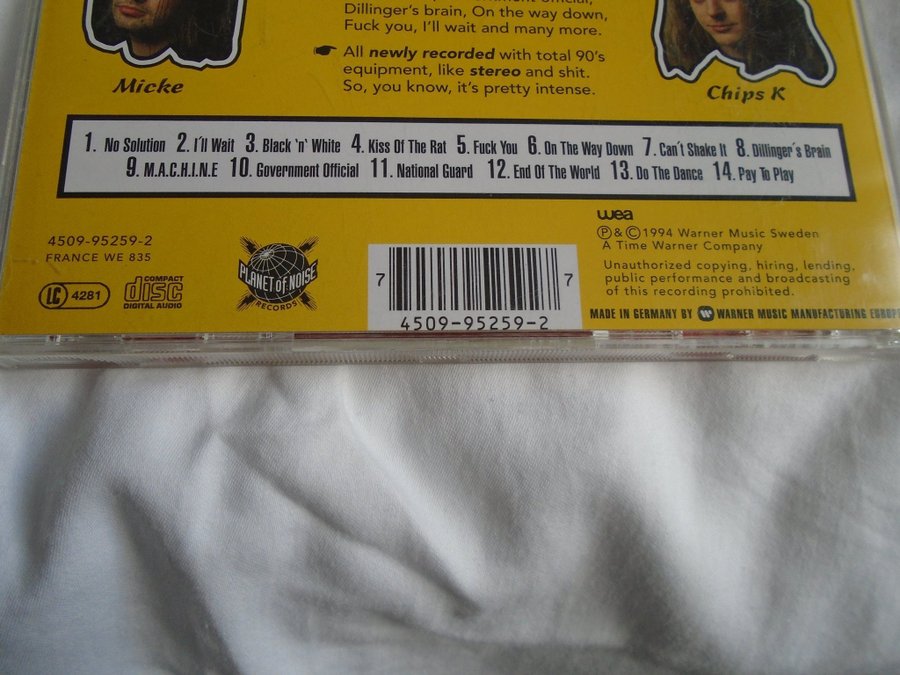 Dillinger's brain, On the way down,
Fuck you, I'll wait and many more.
All newly recorded with total 90's
equipment, like stereo and shit.
So, you know, it's pretty intense.
Micke
Chips K
1. No Solution 2. I´ll Wait 3. Black 'n' White 4. Kiss Of The Rat 5. Fuck You 6. On The Way Down 7. Can´t Shake It 8. Dillinger´s Brain
9. M.A.C.H.I.N.E 10. Government Official 11. National Guard 12. End Of The World 13. Do The Dance 14. Pay To Play
4509-95259-2
FRANCE WE 835
LC 4281
COMPACT
disc
DIGITAL AUDIO
PLANET OF NOISE
RECORDS
7 7
4509-95259-2
wea
℗&©1994 Warner Music Sweden
A Time Warner Company
Unauthorized copying, hiring, lending,
public performance and broadcasting
of this recording prohibited.
MADE IN GERMANY BY WARNER MUSIC MANUFACTURING EUROPE